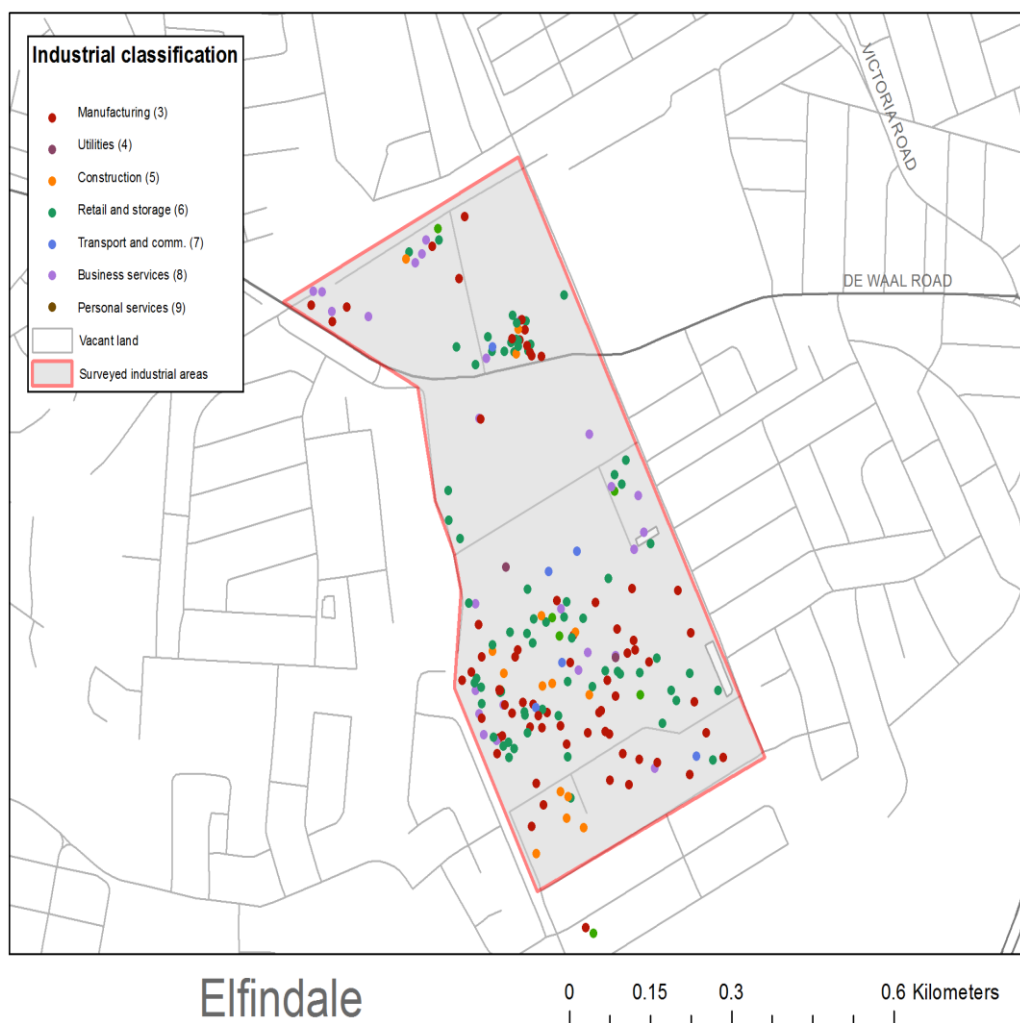 Industrial classification
Manufacturing (3)
Utilities (4)
Construction (5)
Retail and storage (6)
Transport and comm. (7)
Business services (8)
Personal services (9)
Vacant land
Surveyed industrial areas
VICTORIA ROAD
DE WAAL ROAD
Elfindale
0 0.15 0.3 0.6 Kilometers